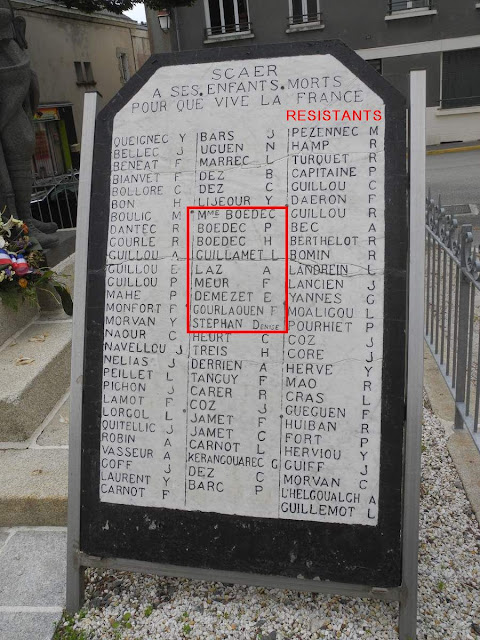 SCAER
A SES ENFANTS MORTS
POUR QUE VIVE LA FRANCE
RESISTANTS
QUEIGNEC Y
BELLEC J
BENEAT F
BIANVET F
BOLLORE C
BON H
BOULIC M
DANTEC R
COURLE R
GUILLOU A
GUILLOU E
GUILLOU P
MAHE P
MONFORT F
MORVAN Y
NAOUR C
NAVELLOU J
NELIAS J
PEILLET L
PICHON J
LAMOT F
LORGOL L
QUITELLIC J
ROBIN A
VASSEUR A
GOFF J
LAURENT Y
CARNOT F
BARS J
UGUEN N
MARREC L
DEZ B
DEZ C
LIJEOUR Y
MME BOEDEC
BOEDEC P
BOEDEC H
GUILLAMET L
LAZ A
MEUR F
DEMEZET E
GOURLAOUEN F
STEPHAN DENISE
HEURT C
TREIS H
DERRIEN A
TANGUY F
CARER R
COZ J
JAMET F
JAMET C
CARNOT L
KERANGOUAREC G
DEZ C
BARC P
PEZENNEC M
HAMP R
TURQUET R
CAPITAINE P
GUILLOU C
DAERON F
GUILLOU R
BEC A
BERTHELOT R
ROMIN R
LANDREIN L
LANCIEN J
YANNES G
MOALIGOU L
POURHIET P
COZ J
CORE J
HERVE Y
MAO R
CRAS L
GUEGUEN F
HUIBAN R
FORT P
HERVIOU Y
GUIFF J
MORVAN C
L'HELGOUALCH A
GUILLEMOT L